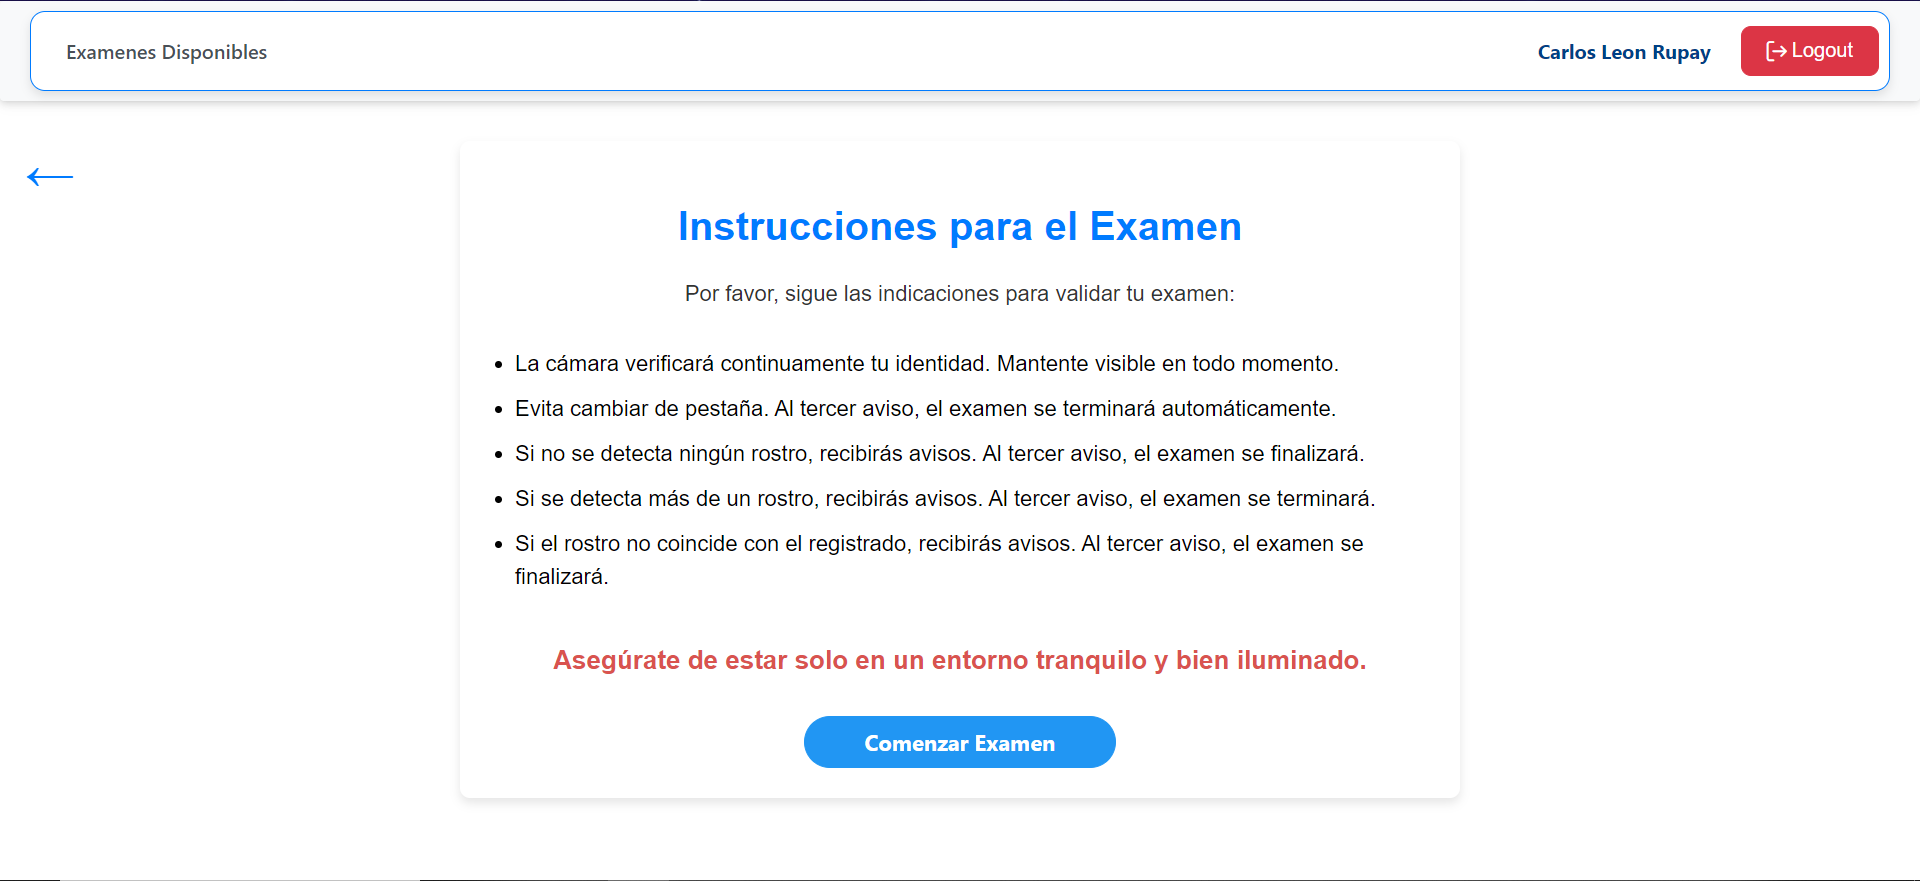 Examenes Disponibles
Carlos Leon Rupay
Logout
Instrucciones para el Examen
Por favor, sigue las indicaciones para validar tu examen:
La cámara verificará continuamente tu identidad. Mantente visible en todo momento.
Evita cambiar de pestaña. Al tercer aviso, el examen se terminará automáticamente.
Si no se detecta ningún rostro, recibirás avisos. Al tercer aviso, el examen se finalizará.
Si se detecta más de un rostro, recibirás avisos. Al tercer aviso, el examen se terminará.
Si el rostro no coincide con el registrado, recibirás avisos. Al tercer aviso, el examen se
finalizará.
Asegúrate de estar solo en un entorno tranquilo y bien iluminado.
Comenzar Examen